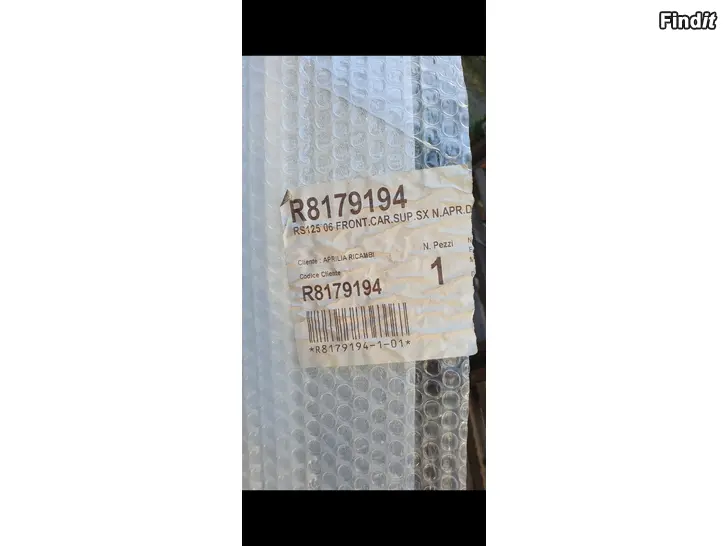 Findit
R8179194
RS125 06 FRONT.CAR.SUP.SX N.APR.D
Cliente : APRILIA RICAMBI
N. Pezzi
Codice Cliente
R8179194
1
*R8179194-1-01*